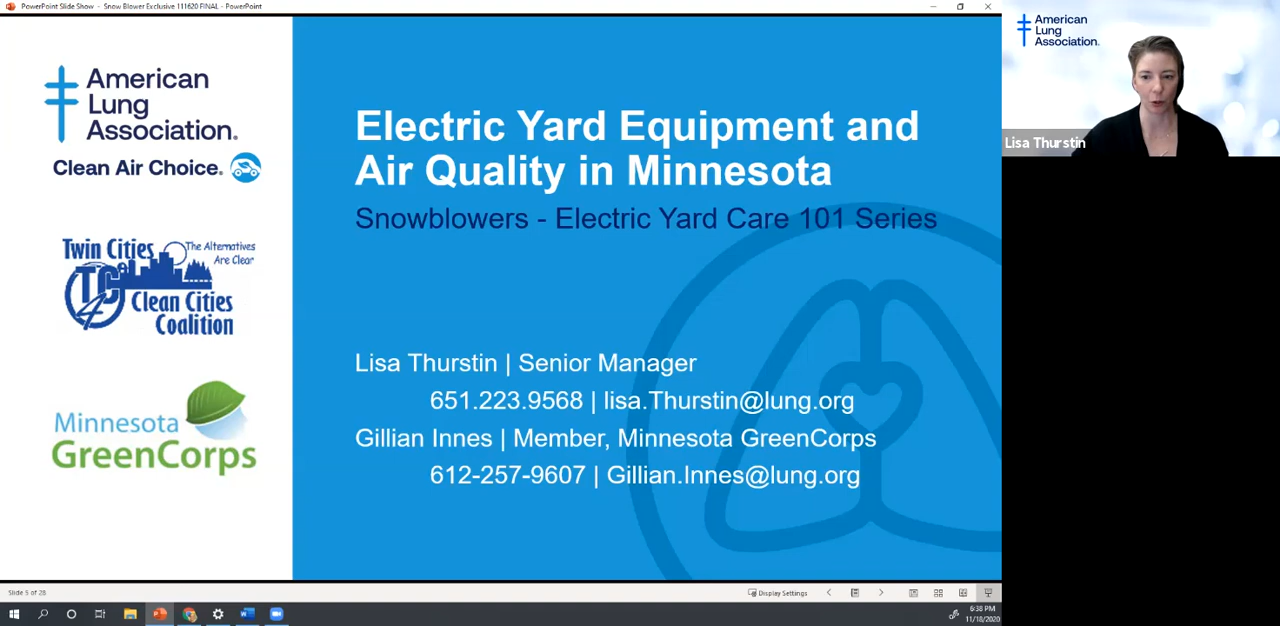 PowerPoint Slide Show - Snow Blower Exclusive 111620 FINAL - PowerPoint
American
Lung
Association.
Clean Air Choice.
Twin Cities
The Alternatives
Are Clear
TC
4
Clean Cities
Coalition
Minnesota
GreenCorps
Electric Yard Equipment and
Air Quality in Minnesota
Snowblowers - Electric Yard Care 101 Series
Lisa Thurstin | Senior Manager
651.223.9568 | lisa.Thurstin@lung.org
Gillian Innes | Member, Minnesota GreenCorps
612-257-9607 | Gillian.Innes@lung.org
American
Lung
Association.
Lisa Thurstin
Slide 5 of 28
Display Settings
6:38 PM
11/18/2020